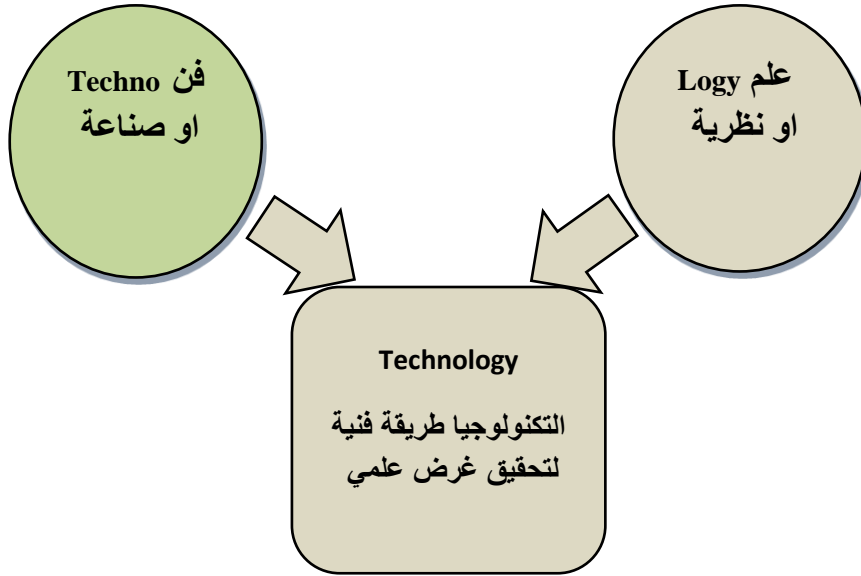 علم Logy
او نظرية
فن Techno
او صناعة
Technology
التكنولوجيا طريقة فنية
لتحقيق غرض علمي